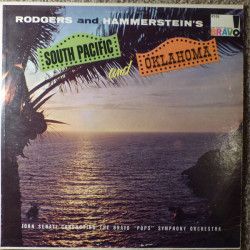 RODGERS and HAMMERSTEIN'S
BRAVO
SOUTH PACIFIC
and
OKLAHOMA
JOHN SENATI CONDUCTING THE BRAVO "POPS" SYMPHONY ORCHESTRA